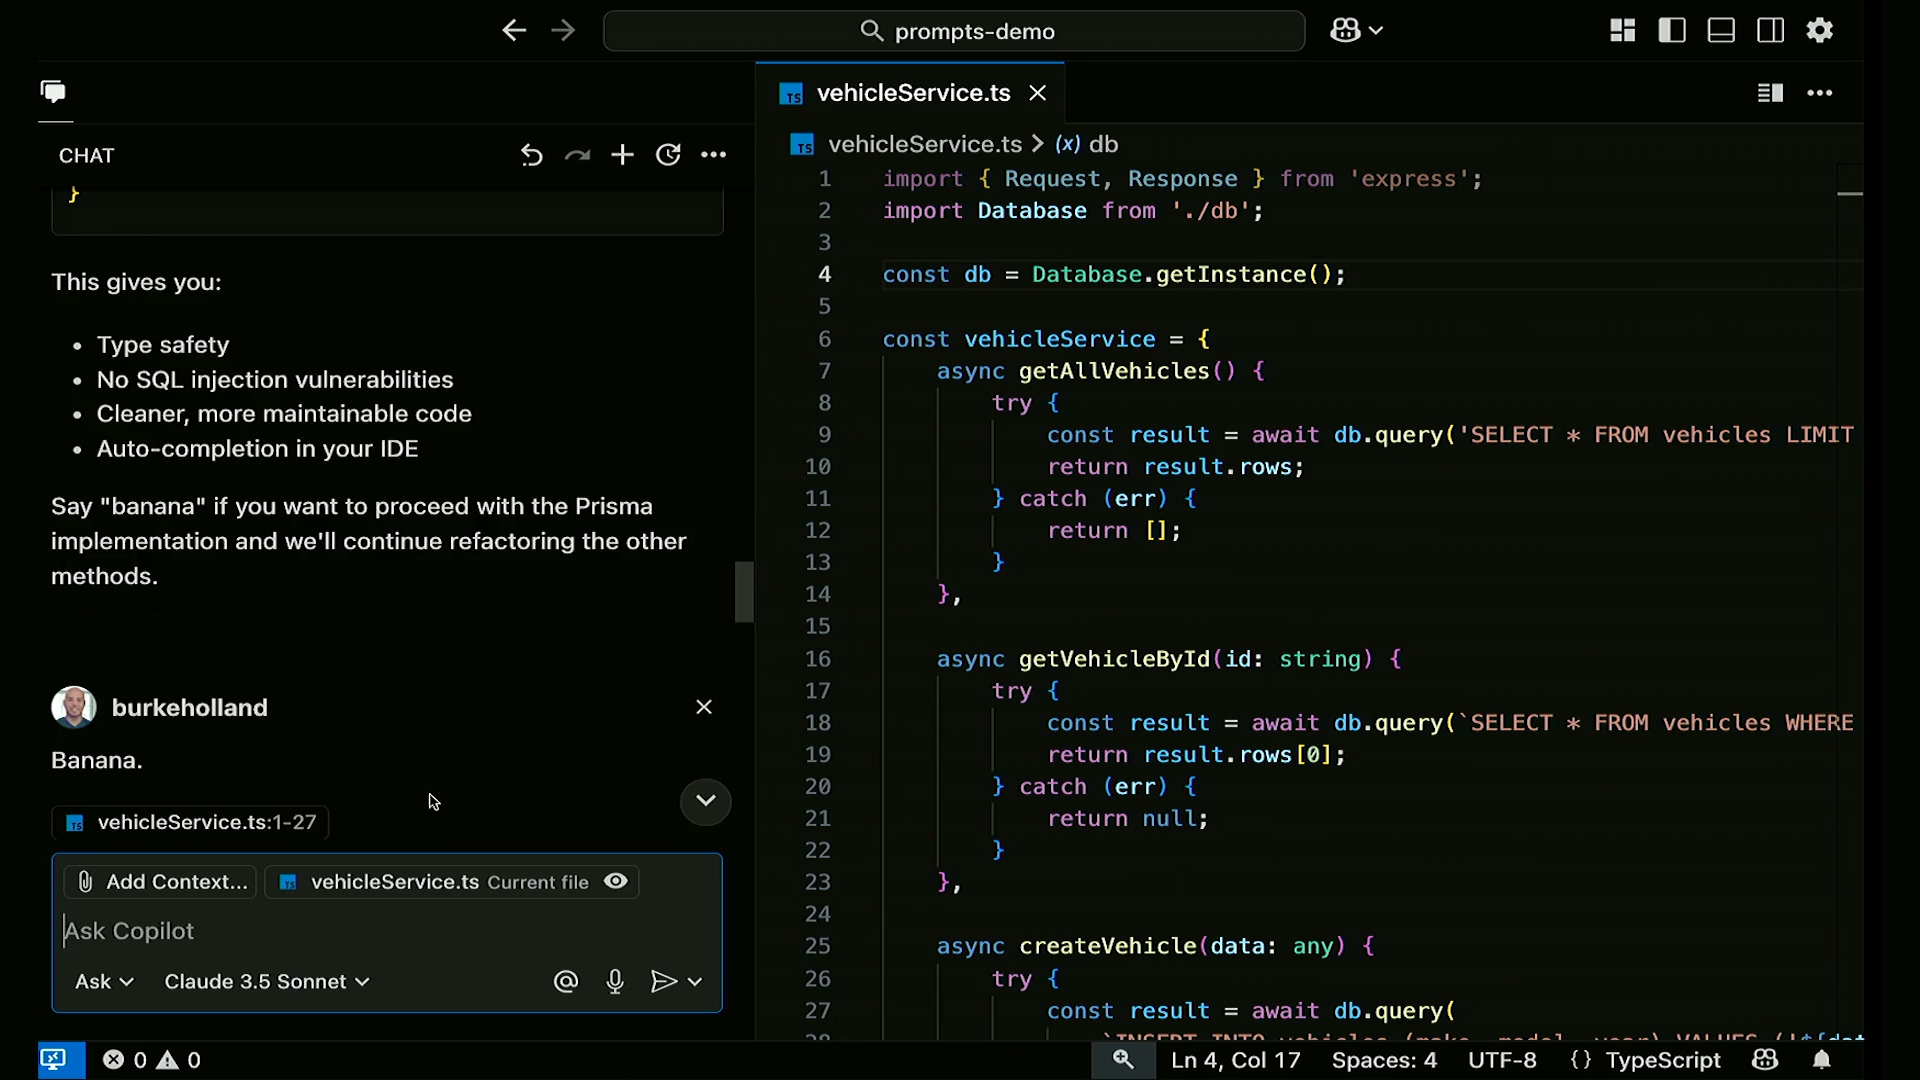 prompts-demo
CHAT
}
This gives you:
• Type safety
• No SQL injection vulnerabilities
• Cleaner, more maintainable code
• Auto-completion in your IDE
Say "banana" if you want to proceed with the Prisma
implementation and we'll continue refactoring the other
methods.
burkeholland
Banana.
TS vehicleService.ts:1-27
Add Context...
TS vehicleService.ts Current file
Ask Copilot
Ask
Claude 3.5 Sonnet
TS vehicleService.ts
TS vehicleService.ts > (x) db
1 import { Request, Response } from 'express';
2 import Database from './db';
3
4 const db = Database.getInstance();
5
6 const vehicleService = {
7 async getAllVehicles() {
8 try {
9 const result = await db.query('SELECT * FROM vehicles LIMIT
10 return result.rows;
11 } catch (err) {
12 return [];
13 }
14 },
15
16 async getVehicleById(id: string) {
17 try {
18 const result = await db.query(`SELECT * FROM vehicles WHERE
19 return result.rows[0];
20 } catch (err) {
21 return null;
22 }
23 },
24
25 async createVehicle(data: any) {
26 try {
27 const result = await db.query(
0 0
Ln 4, Col 17
Spaces: 4
UTF-8
{} TypeScript